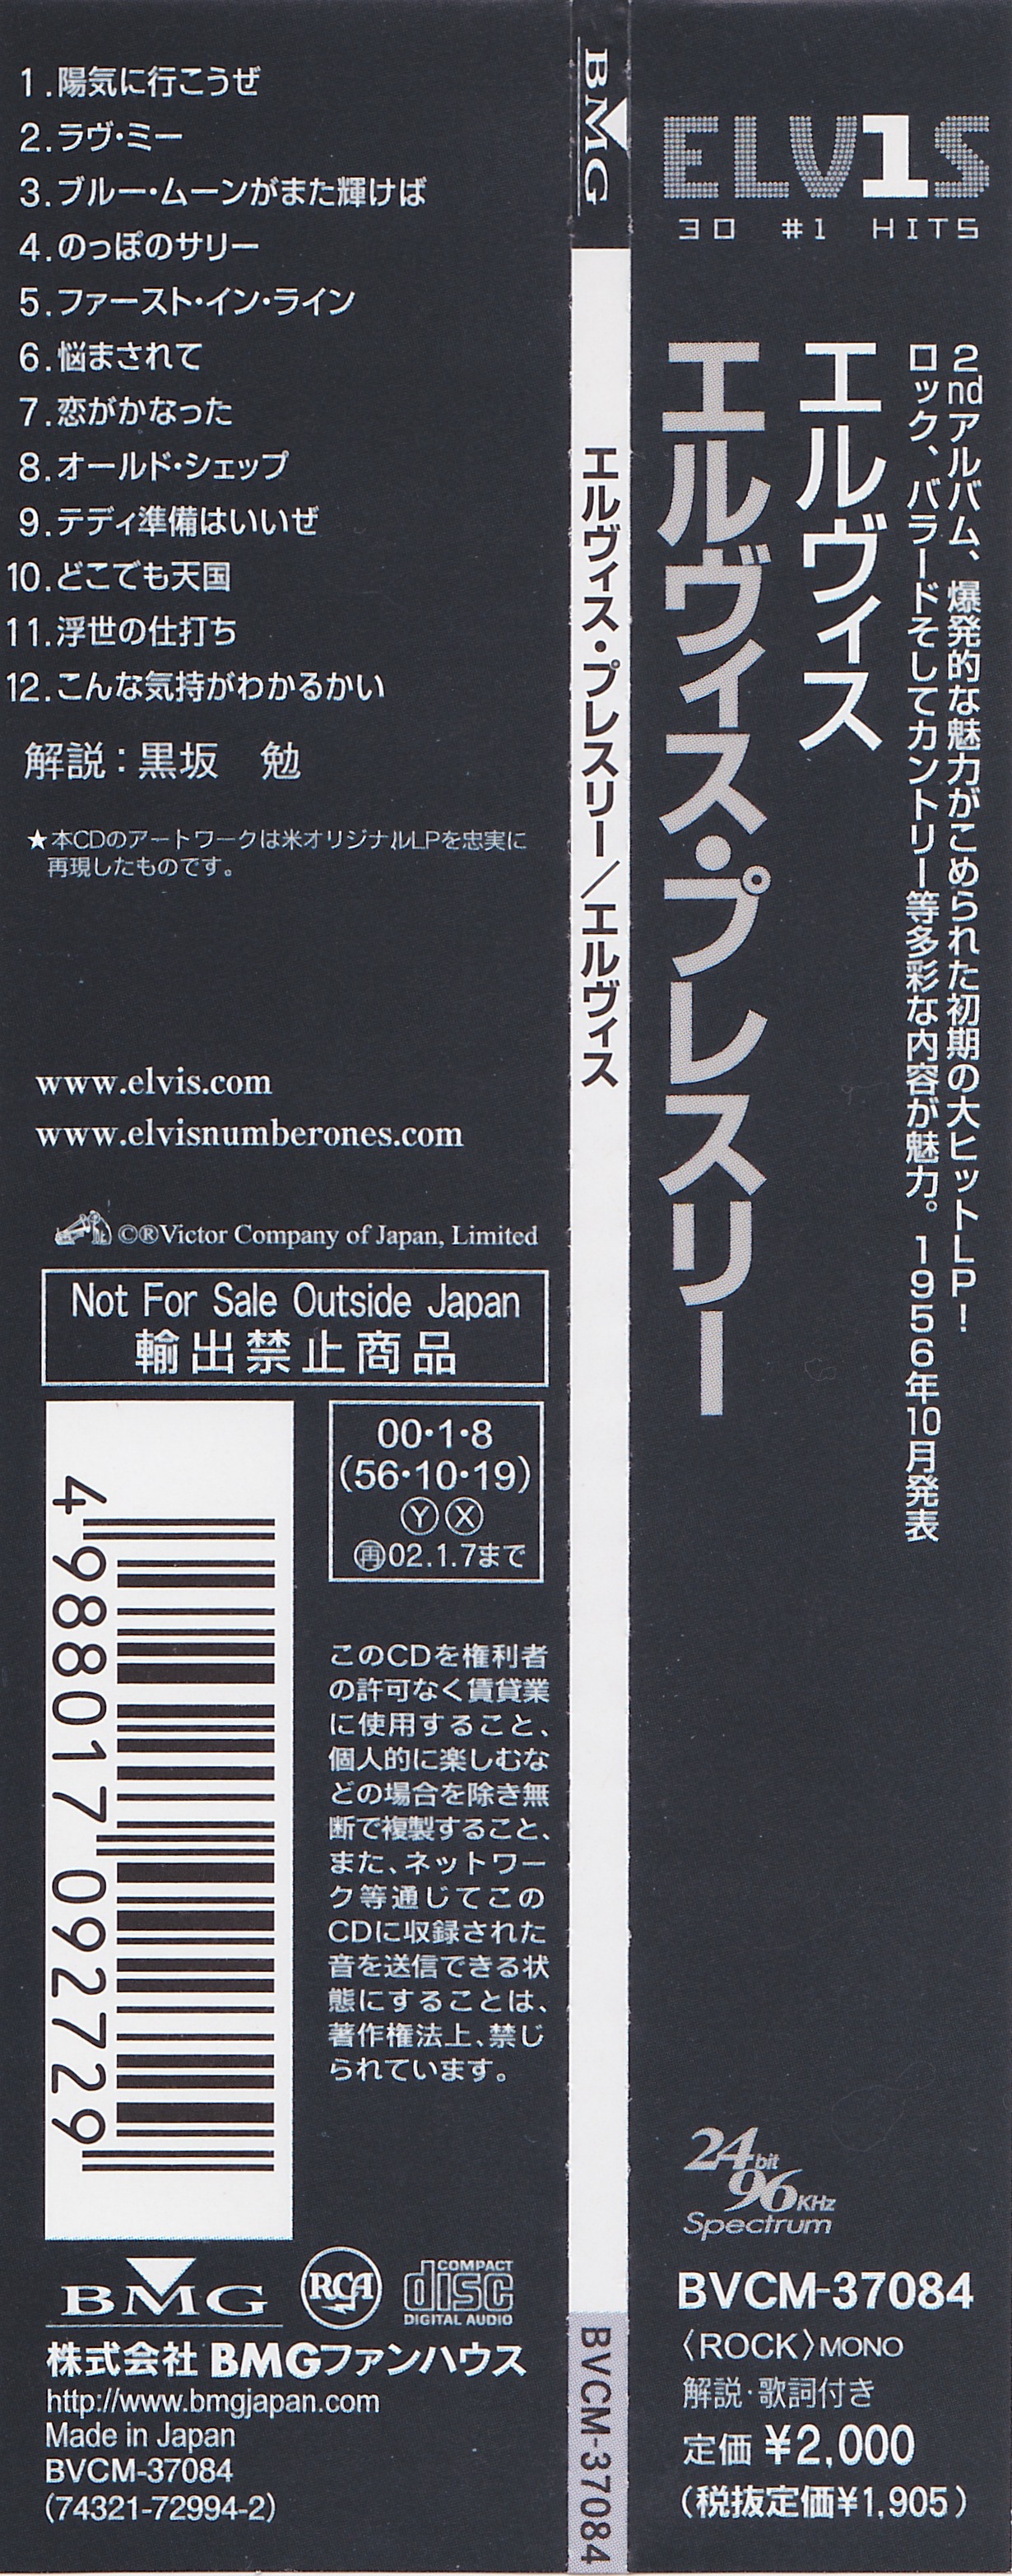 1.陽気に行こうぜ
2.ラヴ・ミー
3.ブルー・ムーンがまた輝けば
4.のっぽのサリー
5.ファースト・イン・ライン
6.悩まされて
7.恋がかなった
8.オールド・シェップ
9.テディ準備はいいぜ
10.どこでも天国
11.浮世の仕打ち
12.こんな気持がわかるかい
解説：黒坂　勉
★本CDのアートワークは米オリジナルLPを忠実に
再現したものです。
www.elvis.com
www.elvisnumberones.com
©®Victor Company of Japan, Limited
Not For Sale Outside Japan
輸出禁止商品
00・1・8
(56・10・19)
Ⓨ Ⓧ
㊢02.1.7まで
このCDを権利者
の許可なく賃貸業
に使用すること、
個人的に楽しむな
どの場合を除き無
断で複製すること、
また、ネットワー
ク等通じてこの
CDに収録された
音を送信できる状
態にすることは、
著作権法上、禁じ
られています。
4 988017 092729
BMG
RCA
COMPACT
disc
DIGITAL AUDIO
株式会社 BMGファンハウス
http://www.bmgjapan.com
Made in Japan
BVCM-37084
(74321-72994-2)
BMG
エルヴィス・プレスリー／エルヴィス
BVCM-37084
ELV1S
30 #1 HITS
2ndアルバム、爆発的な魅力がこめられた初期の大ヒットLP！
ロック、バラードそしてカントリー等多彩な内容が魅力。1956年10月発表
エルヴィス
エルヴィス・プレスリー
24bit
96KHz
Spectrum
BVCM-37084
〈ROCK〉MONO
解説・歌詞付き
定価 ¥2,000
(税抜定価¥1,905)